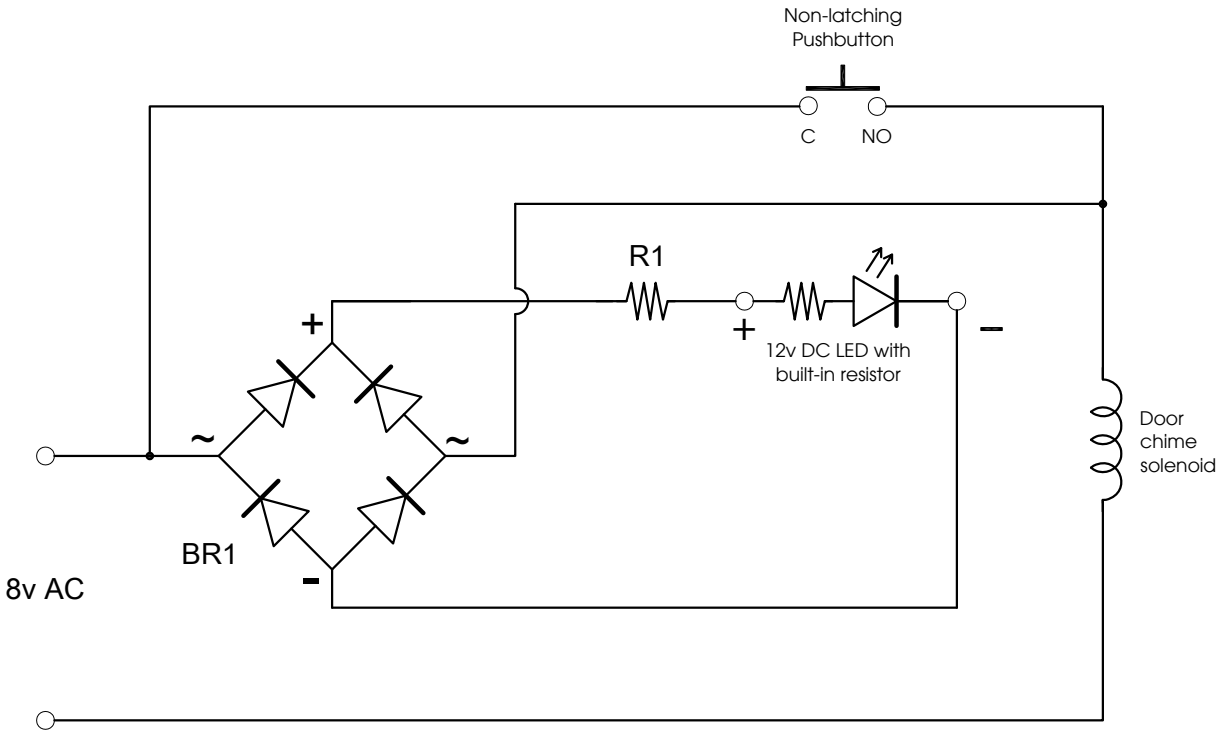 Non-latching
Pushbutton
C NO
R1
+
+
−
12v DC LED with
built-in resistor
~ ~
Door
chime
solenoid
BR1
-
8v AC